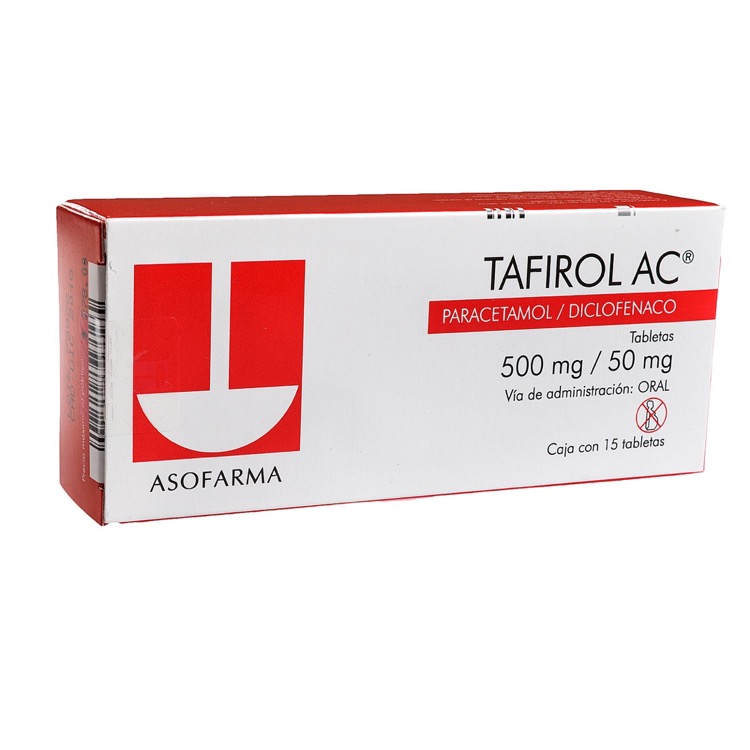 TAFIROL AC®
PARACETAMOL / DICLOFENACO
Tabletas
500 mg / 50 mg
Vía de administración: ORAL
Caja con 15 tabletas
ASOFARMA